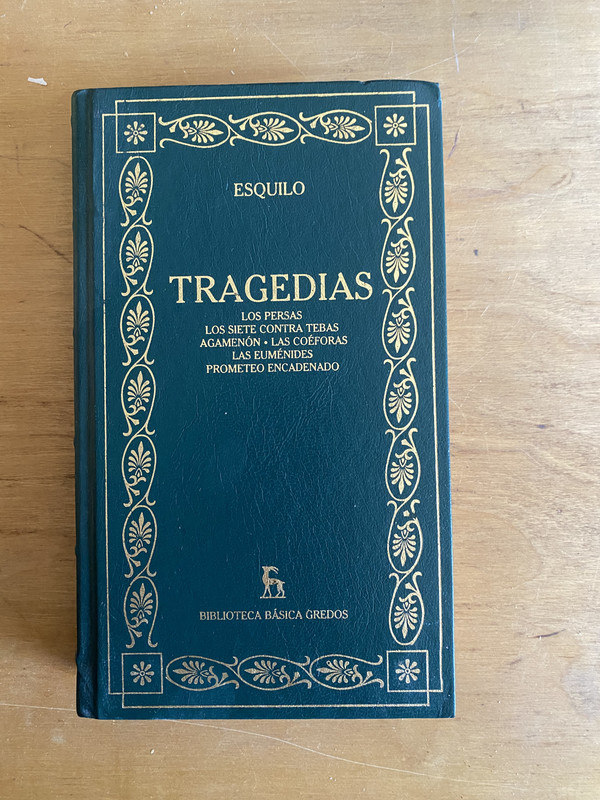 ESQUILO
TRAGEDIAS
LOS PERSAS
LOS SIETE CONTRA TEBAS
AGAMENÓN • LAS COÉFORAS
LAS EUMÉNIDES
PROMETEO ENCADENADO
BIBLIOTECA BÁSICA GREDOS